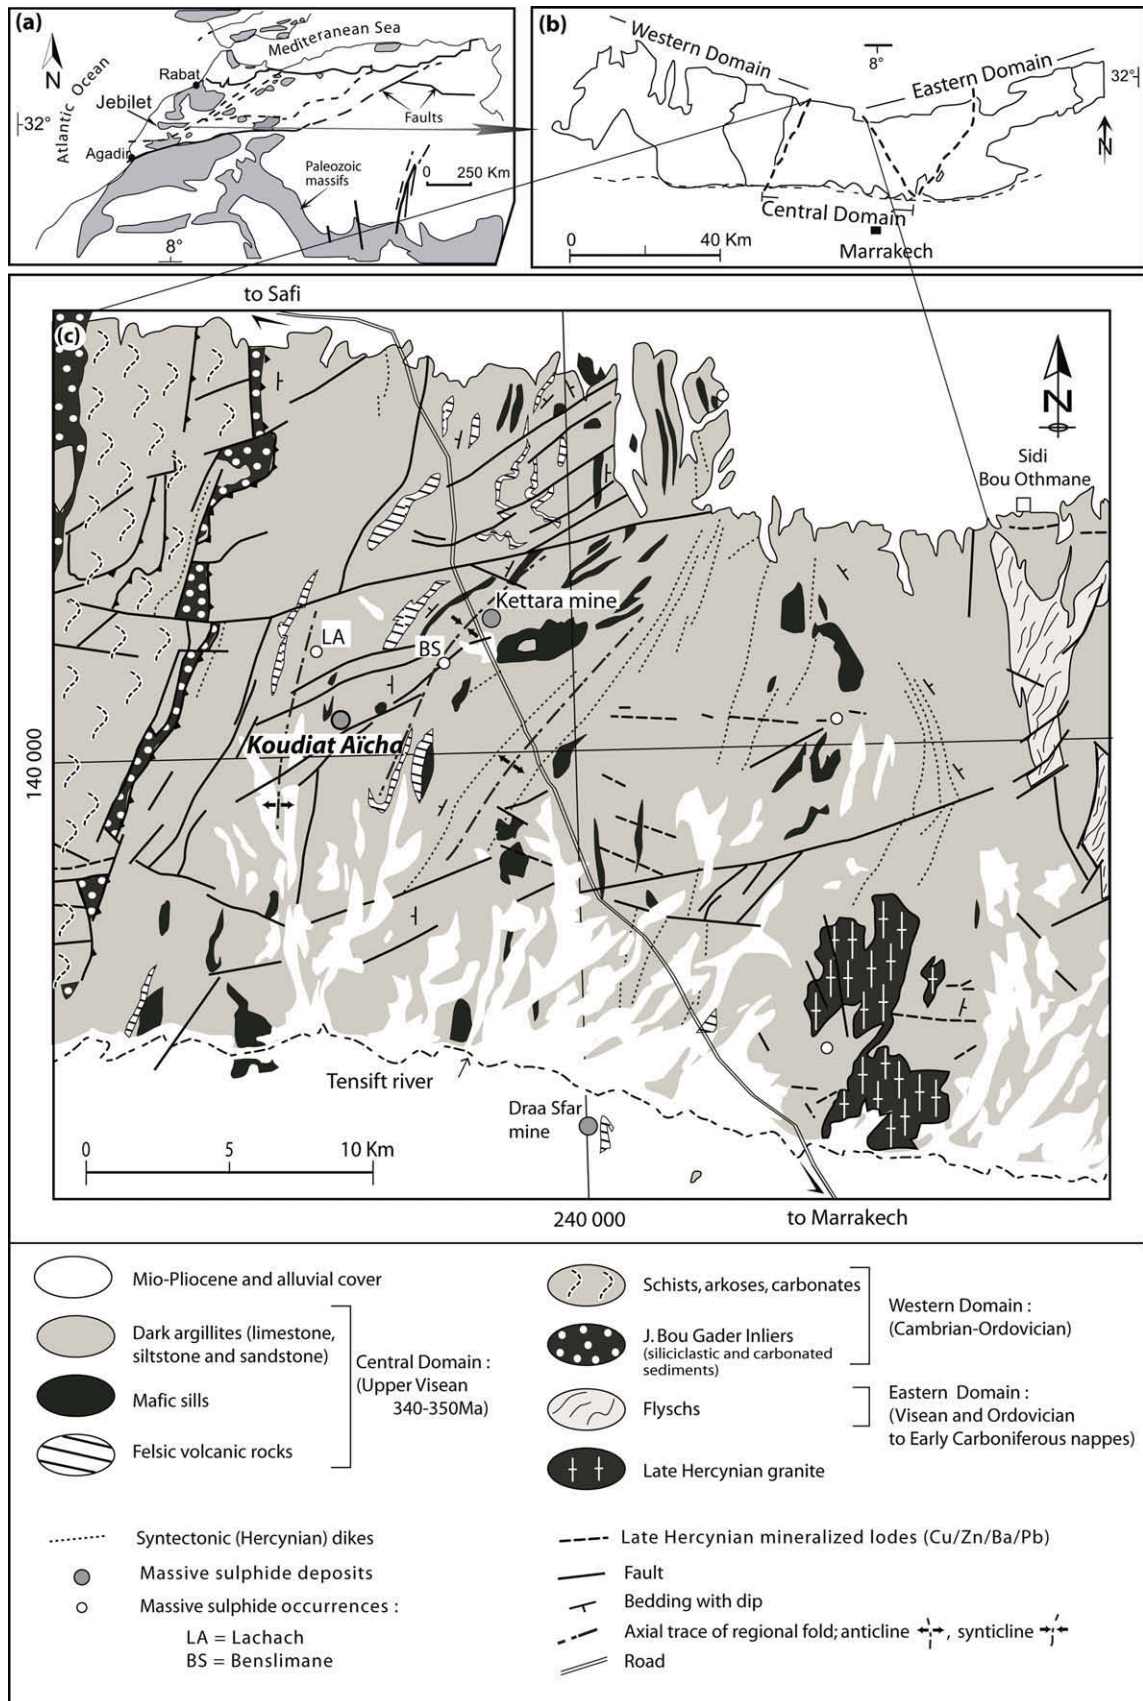 (a)
Mediteranean Sea
N
Rabat
Atlantic Ocean
Jebilet
32°
Faults
Agadir
Paleozoic
massifs
0 250 Km
8°
(b)
Western Domain
8°
Eastern Domain
32°
N
Central Domain
0 40 Km
Marrakech
to Safi
(c)
N
Sidi
Bou Othmane
Kettara mine
LA
BS
Koudiat Aïcha
140 000
Tensift river
Draa Sfar
mine
0 5 10 Km
240 000
to Marrakech
Mio-Pliocene and alluvial cover
Dark argillites (limestone,
siltstone and sandstone)
Mafic sills
Felsic volcanic rocks
Central Domain :
(Upper Visean
340-350Ma)
Schists, arkoses, carbonates
J. Bou Gader Inliers
(siliciclastic and carbonated
sediments)
Western Domain :
(Cambrian-Ordovician)
Flyschs
Eastern Domain :
(Visean and Ordovician
to Early Carboniferous nappes)
Late Hercynian granite
Syntectonic (Hercynian) dikes
Massive sulphide deposits
Massive sulphide occurrences :
LA = Lachach
BS = Benslimane
Late Hercynian mineralized lodes (Cu/Zn/Ba/Pb)
Fault
Bedding with dip
Axial trace of regional fold; anticline , synticline
Road